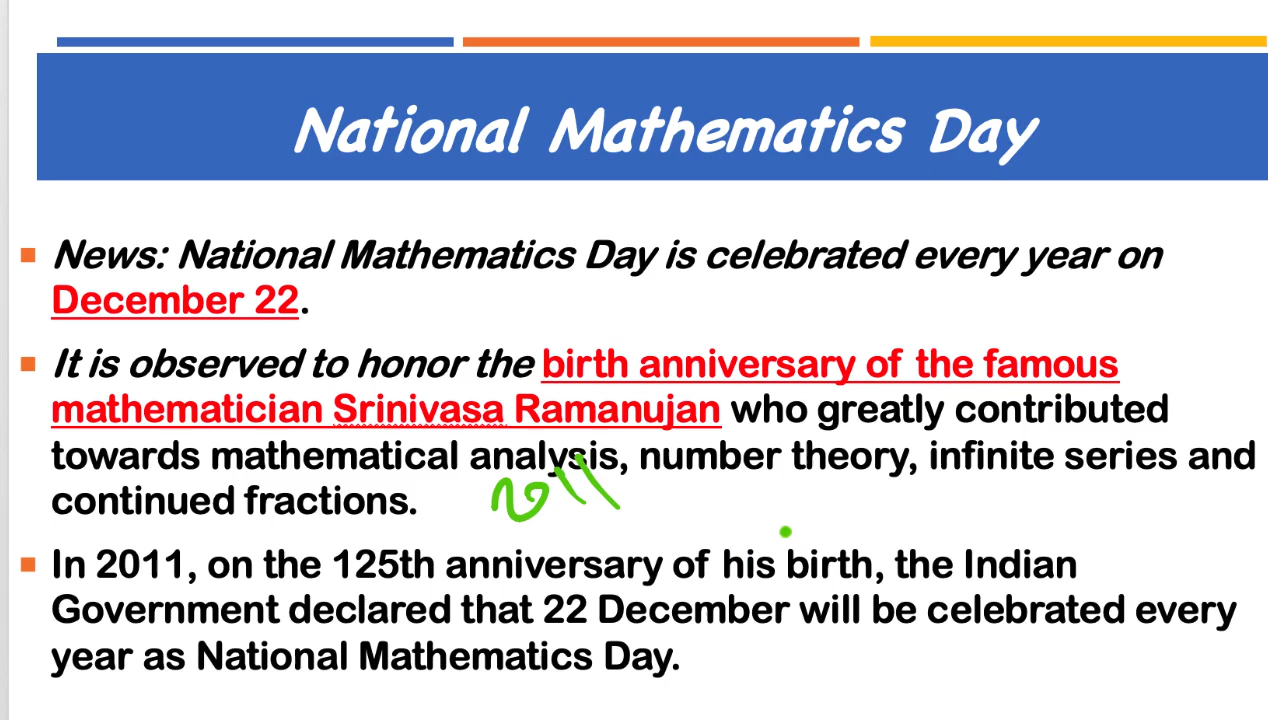 National Mathematics Day
News: National Mathematics Day is celebrated every year on
December 22.
It is observed to honor the birth anniversary of the famous
mathematician Srinivasa Ramanujan who greatly contributed
towards mathematical analysis, number theory, infinite series and
continued fractions.
2011
In 2011, on the 125th anniversary of his birth, the Indian
Government declared that 22 December will be celebrated every
year as National Mathematics Day.